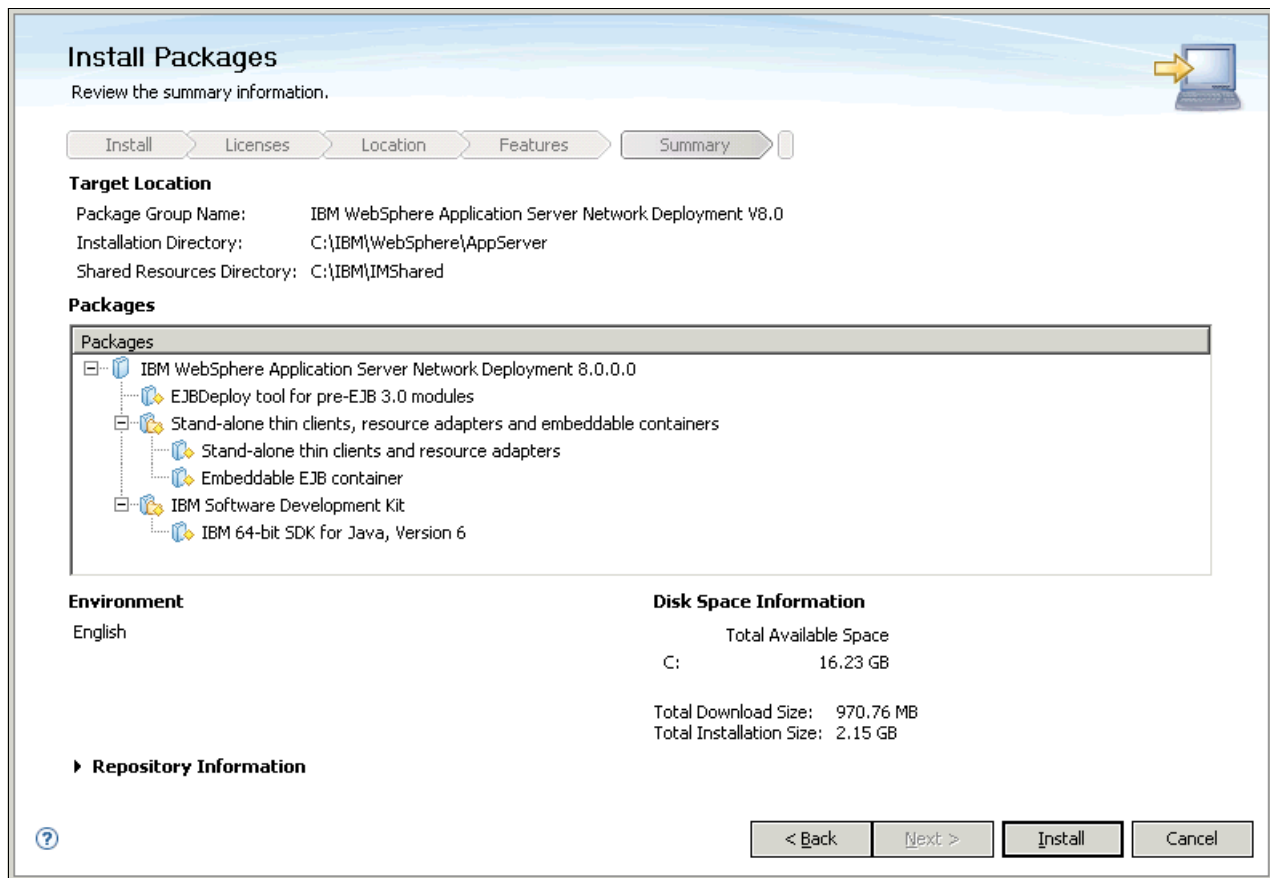 Install Packages
Review the summary information.
Install
Licenses
Location
Features
Summary
Target Location
Package Group Name: IBM WebSphere Application Server Network Deployment V8.0
Installation Directory: C:\IBM\WebSphere\AppServer
Shared Resources Directory: C:\IBM\IMShared
Packages
Packages
IBM WebSphere Application Server Network Deployment 8.0.0.0
EJBDeploy tool for pre-EJB 3.0 modules
Stand-alone thin clients, resource adapters and embeddable containers
Stand-alone thin clients and resource adapters
Embeddable EJB container
IBM Software Development Kit
IBM 64-bit SDK for Java, Version 6
Environment
English
Disk Space Information
Total Available Space
C: 16.23 GB
Total Download Size: 970.76 MB
Total Installation Size: 2.15 GB
Repository Information
?
< Back
Next >
Install
Cancel